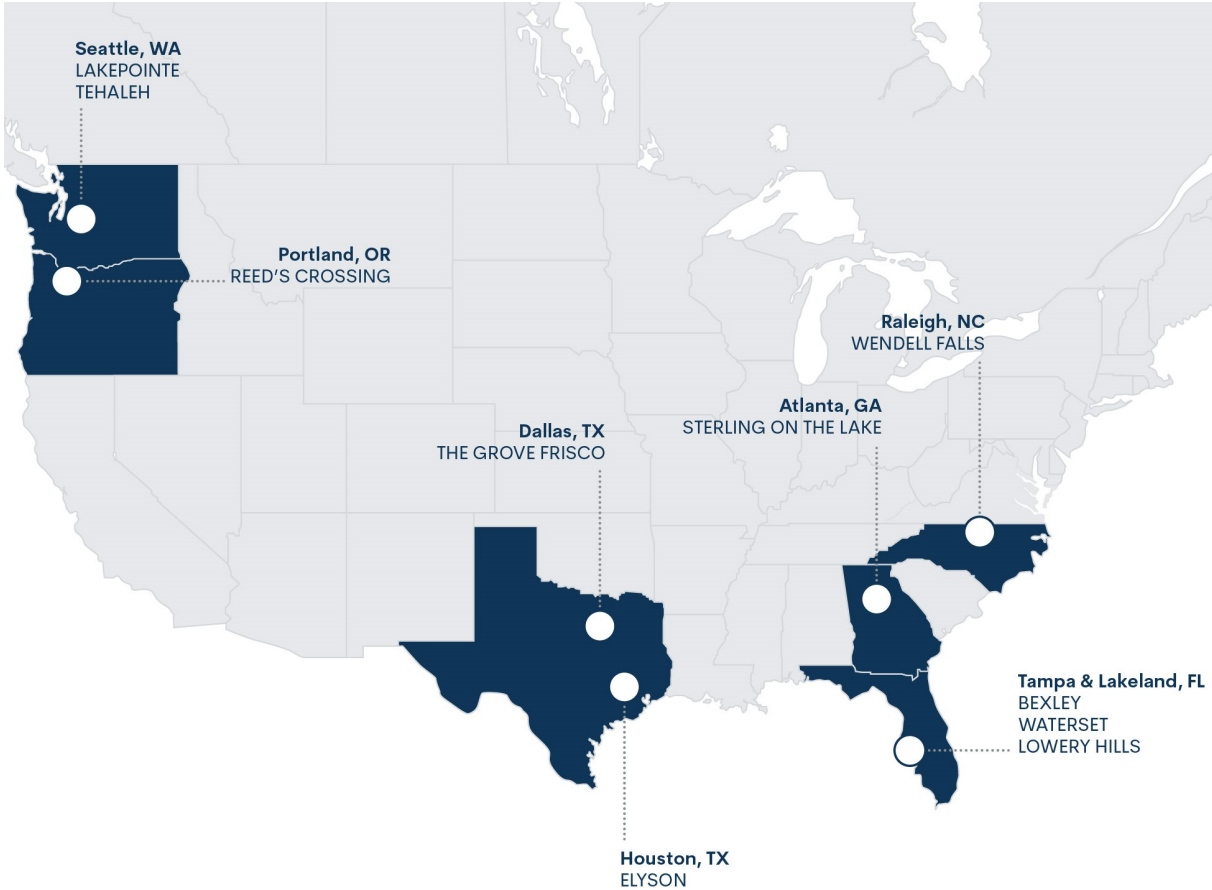 Seattle, WA
LAKEPOINTE
TEHALEH
Portland, OR
REED'S CROSSING
Raleigh, NC
WENDELL FALLS
Atlanta, GA
STERLING ON THE LAKE
Dallas, TX
THE GROVE FRISCO
Tampa & Lakeland, FL
BEXLEY
WATERSET
LOWERY HILLS
Houston, TX
ELYSON